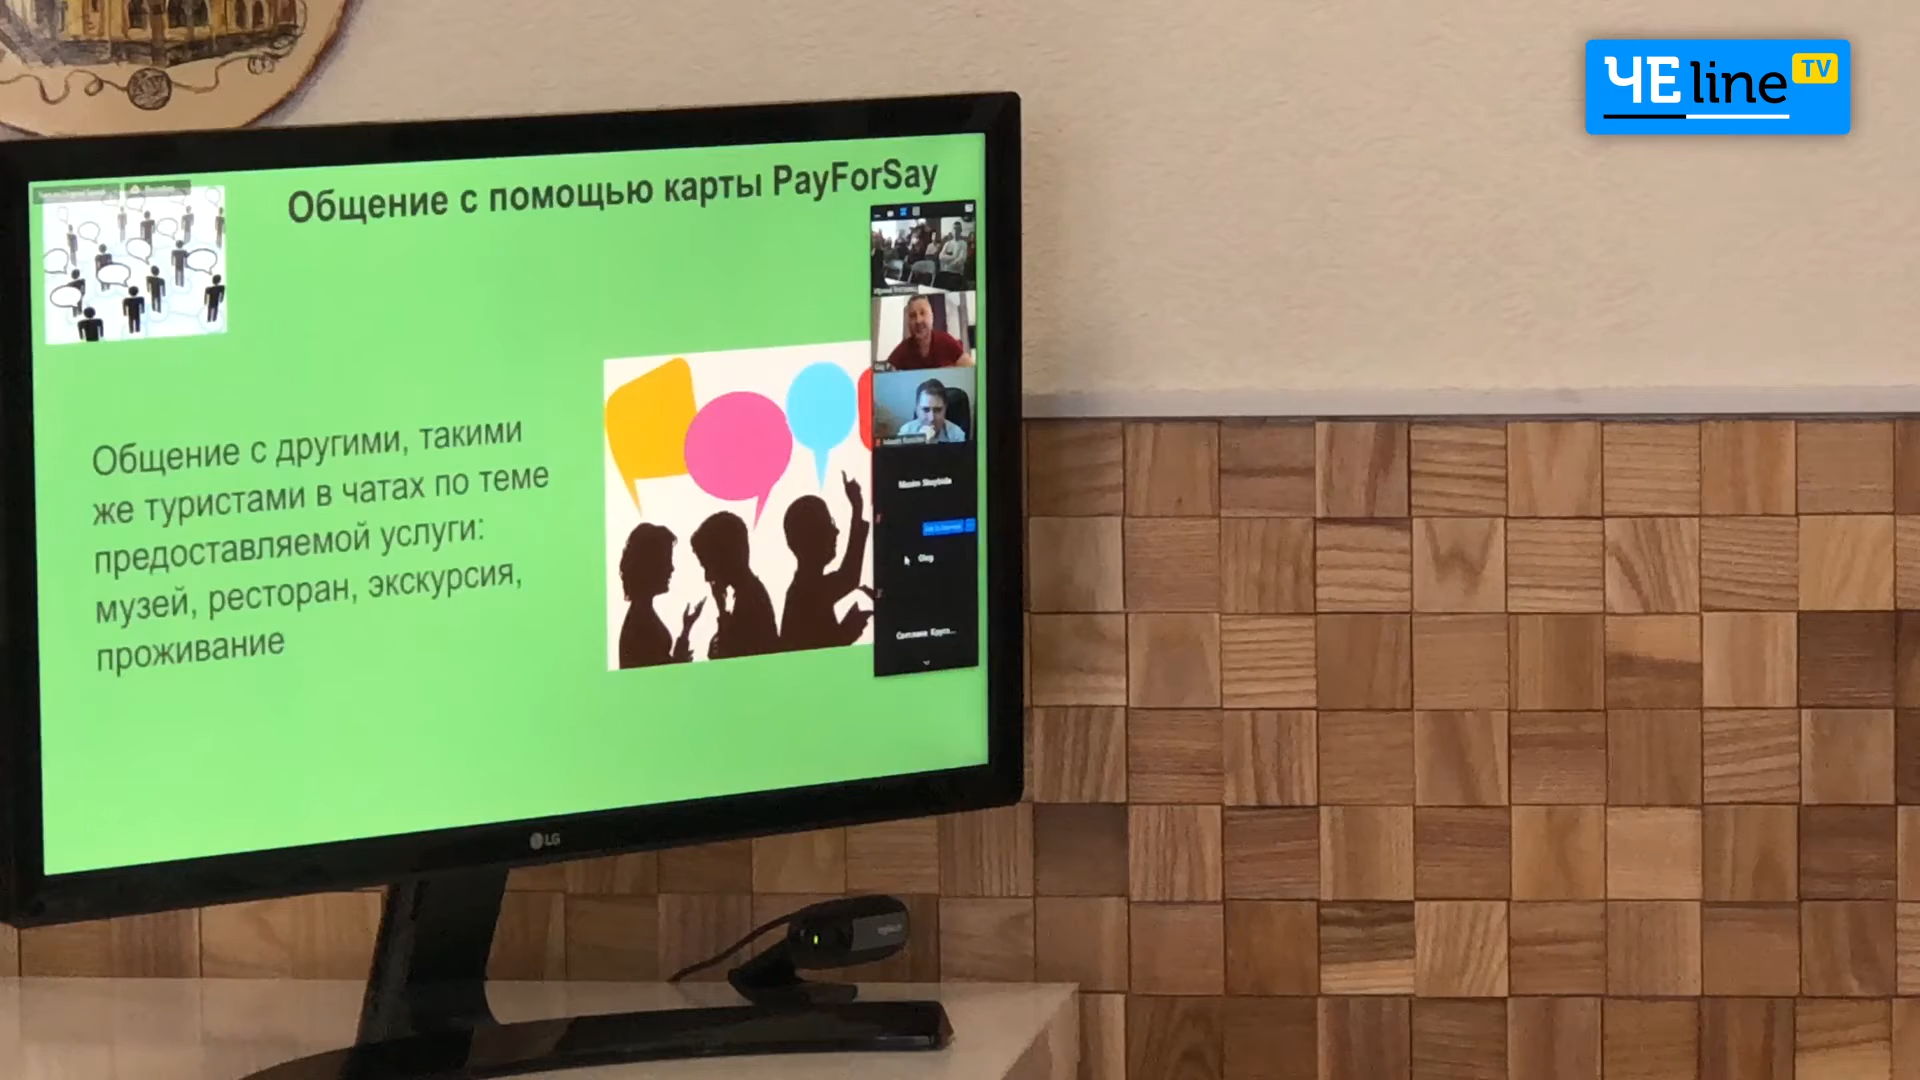 ЧЕline TV
Общение с помощью карты PayForSay
Общение с другими, такими
же туристами в чатах по теме
предоставляемой услуги:
музей, ресторан, экскурсия,
проживание
Oleg
LG